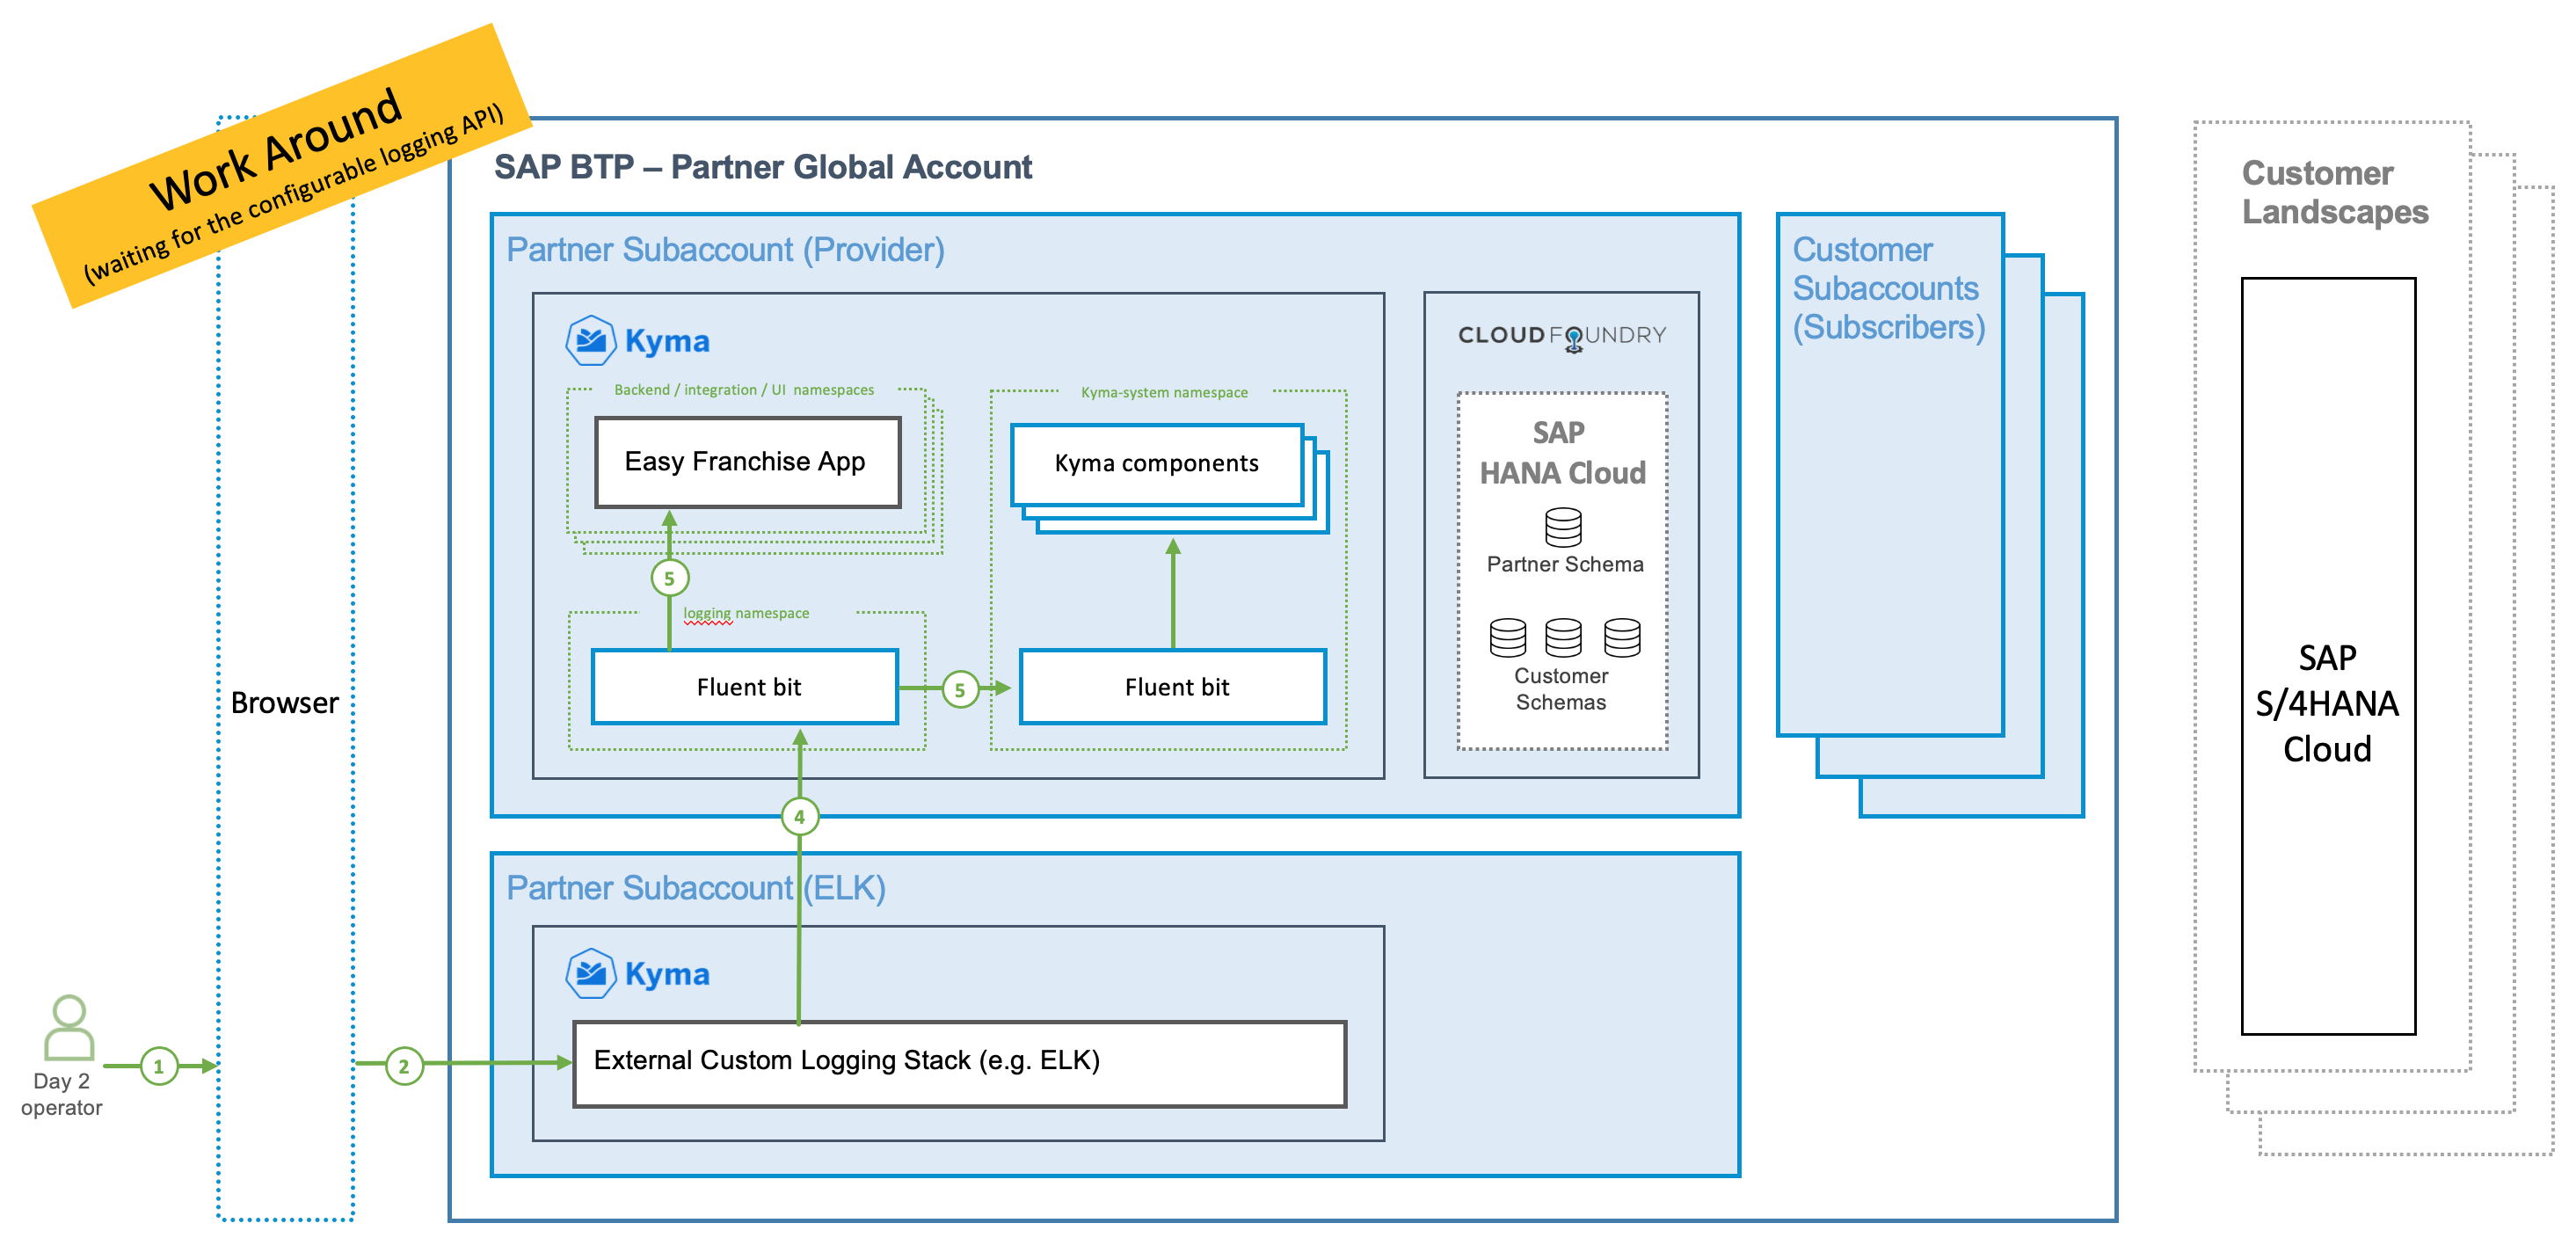 Work Around
(waiting for the configurable logging API)
SAP BTP – Partner Global Account
Partner Subaccount (Provider)
Kyma
Backend / integration / UI namespaces
Easy Franchise App
5
logging namespace
Fluent bit
5
Kyma-system namespace
Kyma components
Fluent bit
CLOUD FOUNDRY
SAP
HANA Cloud
Partner Schema
Customer
Schemas
Customer
Subaccounts
(Subscribers)
Customer
Landscapes
SAP
S/4HANA
Cloud
Browser
4
Partner Subaccount (ELK)
Kyma
External Custom Logging Stack (e.g. ELK)
Day 2
operator
1
2